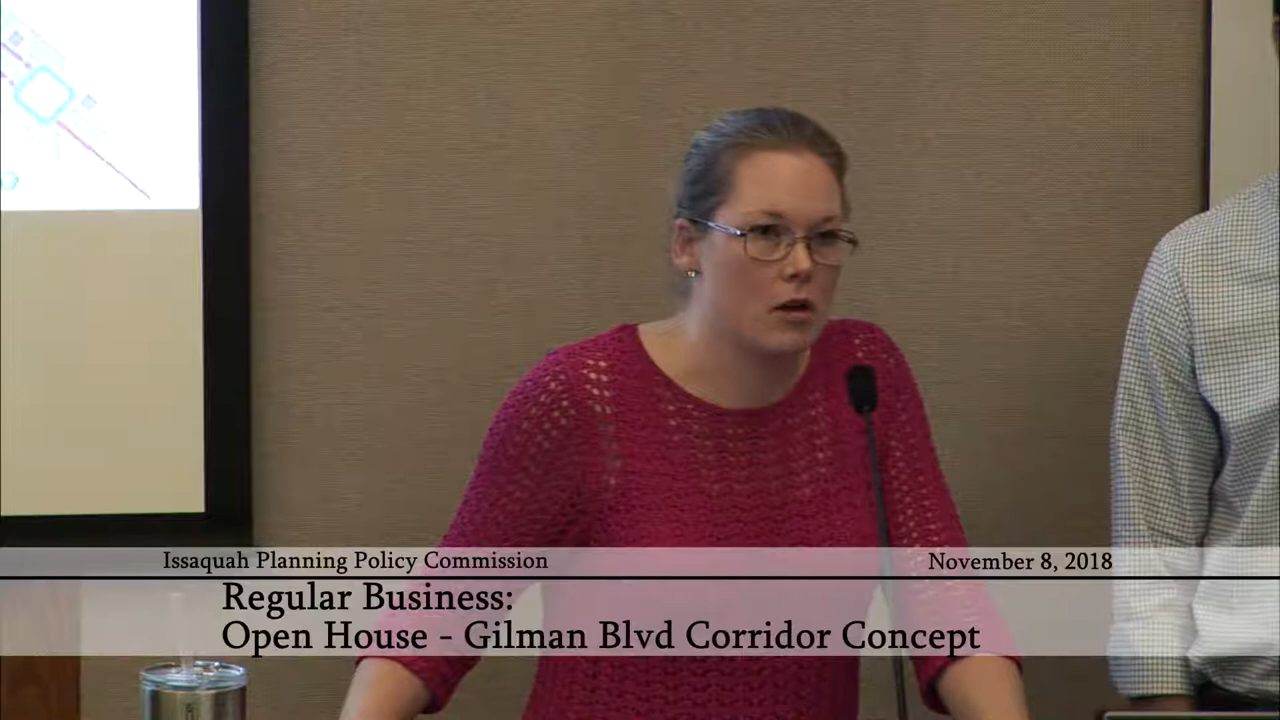 Issaquah Planning Policy Commission
November 8, 2018
Regular Business:
Open House - Gilman Blvd Corridor Concept